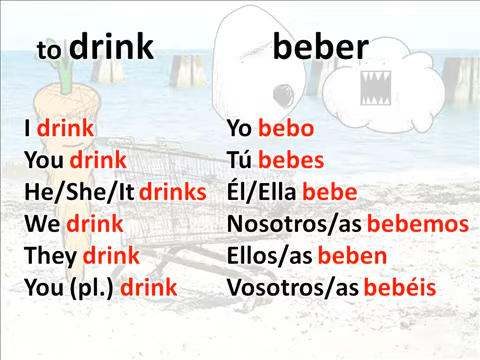 to drink beber
I drink Yo bebo
You drink Tú bebes
He/She/It drinks Él/Ella bebe
We drink Nosotros/as bebemos
They drink Ellos/as beben
You (pl.) drink Vosotros/as bebéis